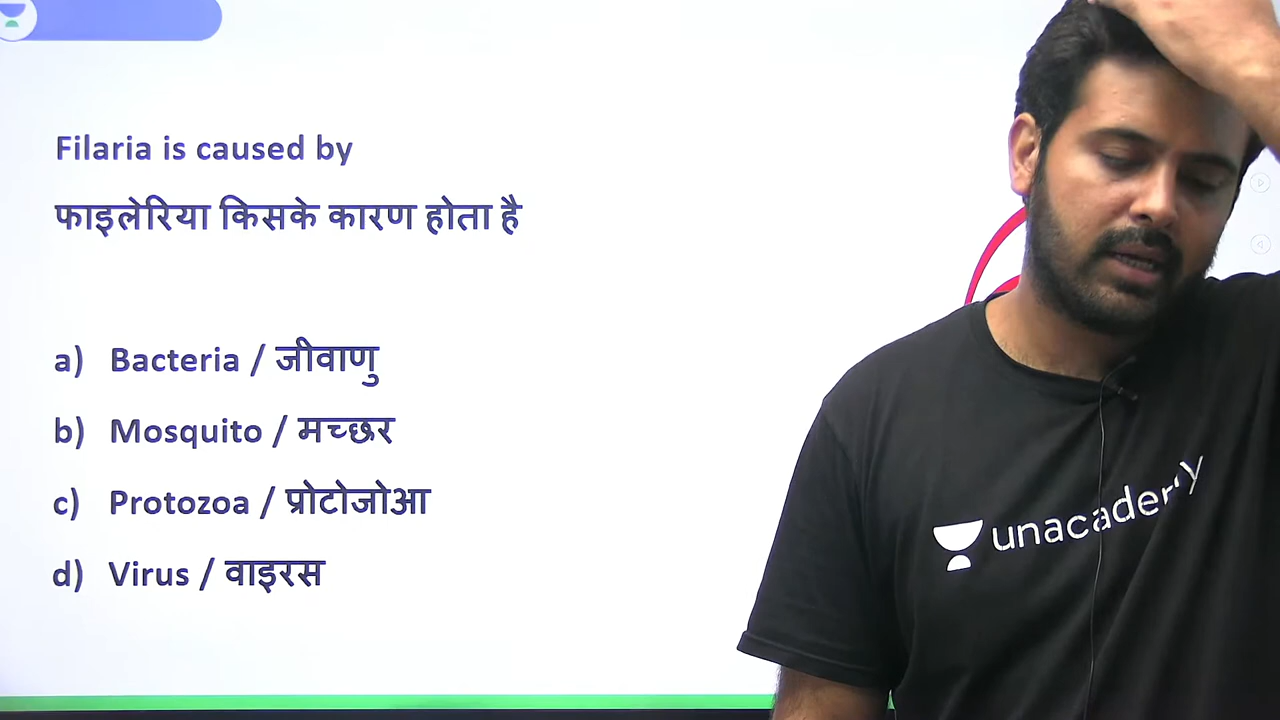 Filaria is caused by
फाइलेरिया किसके कारण होता है
a) Bacteria / जीवाणु
b) Mosquito / मच्छर
c) Protozoa / प्रोटोजोआ
d) Virus / वाइरस
unacademy